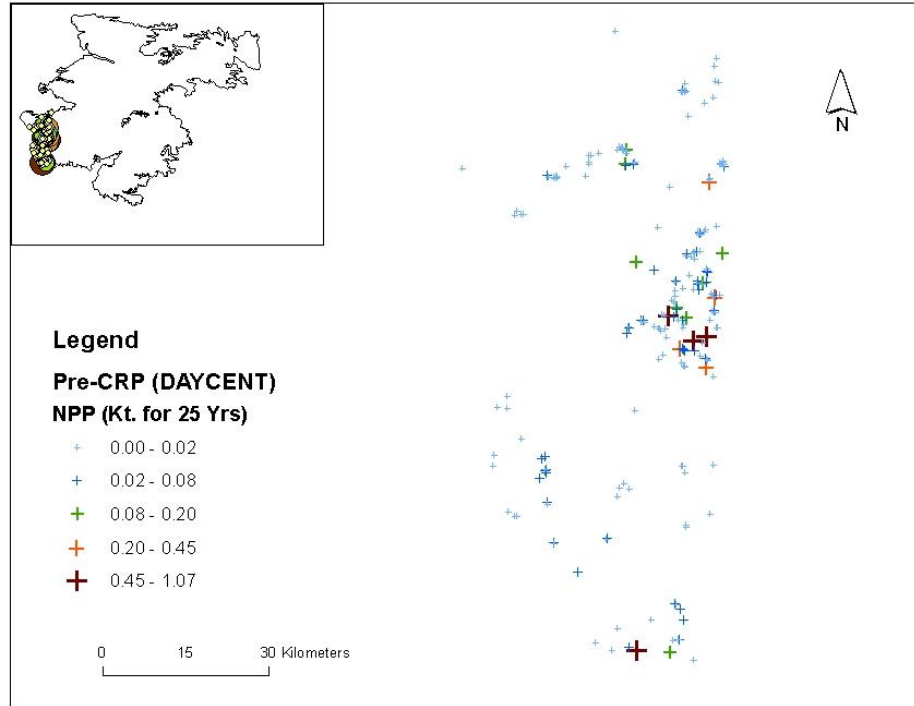 N
Legend
Pre-CRP (DAYCENT)
NPP (Kt. for 25 Yrs)
0.00 - 0.02
0.02 - 0.08
0.08 - 0.20
0.20 - 0.45
0.45 - 1.07
0 15 30 Kilometers